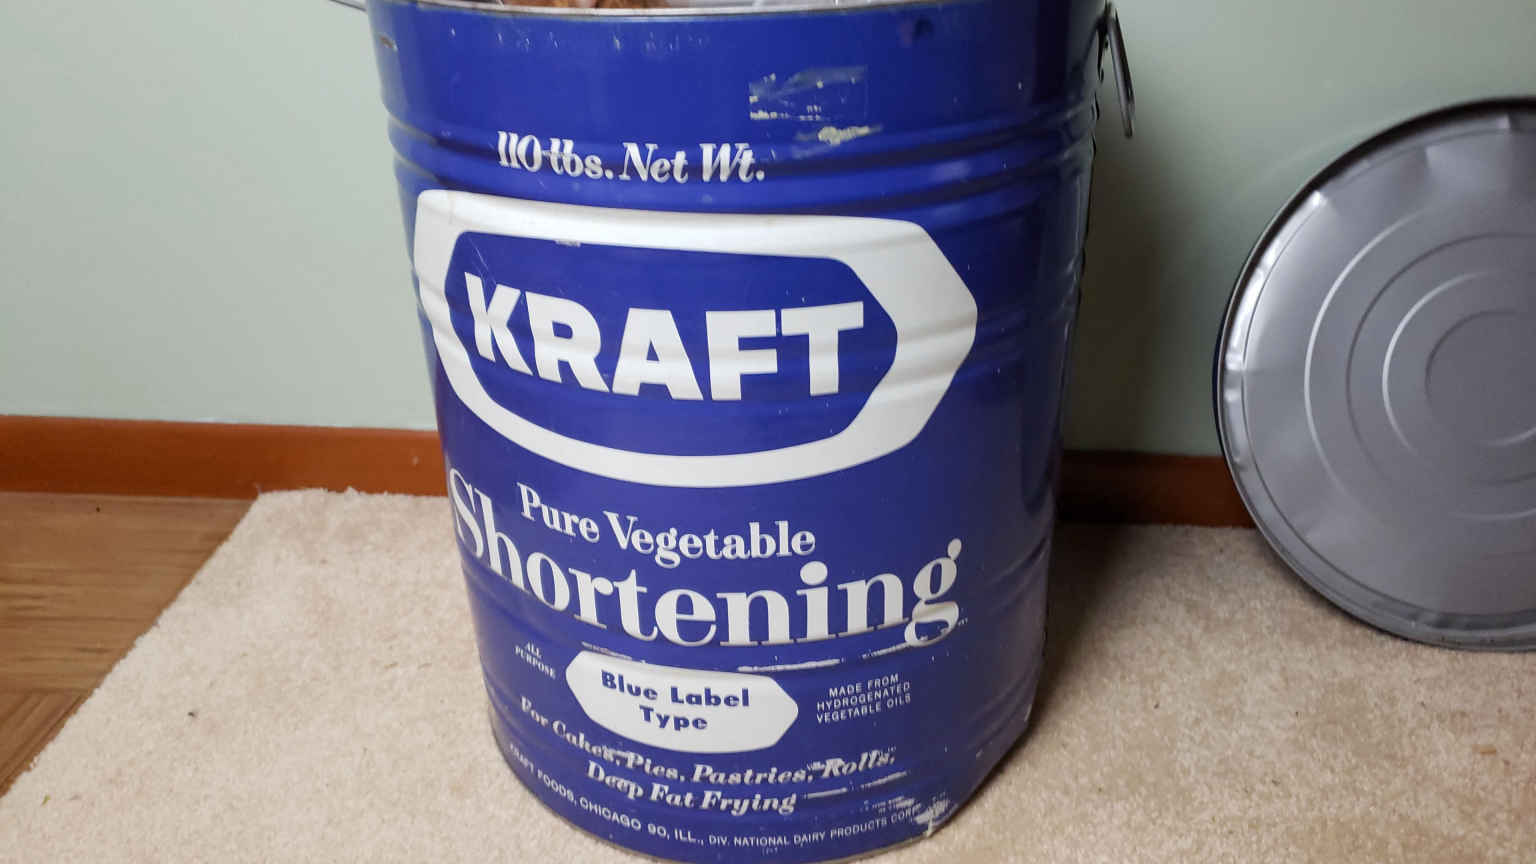 110 lbs. Net Wt.
KRAFT
Pure Vegetable
Shortening
ALL
PURPOSE
Blue Label
Type
MADE FROM
HYDROGENATED
VEGETABLE OILS
For Cakes, Pies, Pastries, Rolls,
Deep Fat Frying
KRAFT FOODS, CHICAGO 90, ILL., DIV. NATIONAL DAIRY PRODUCTS CORP.